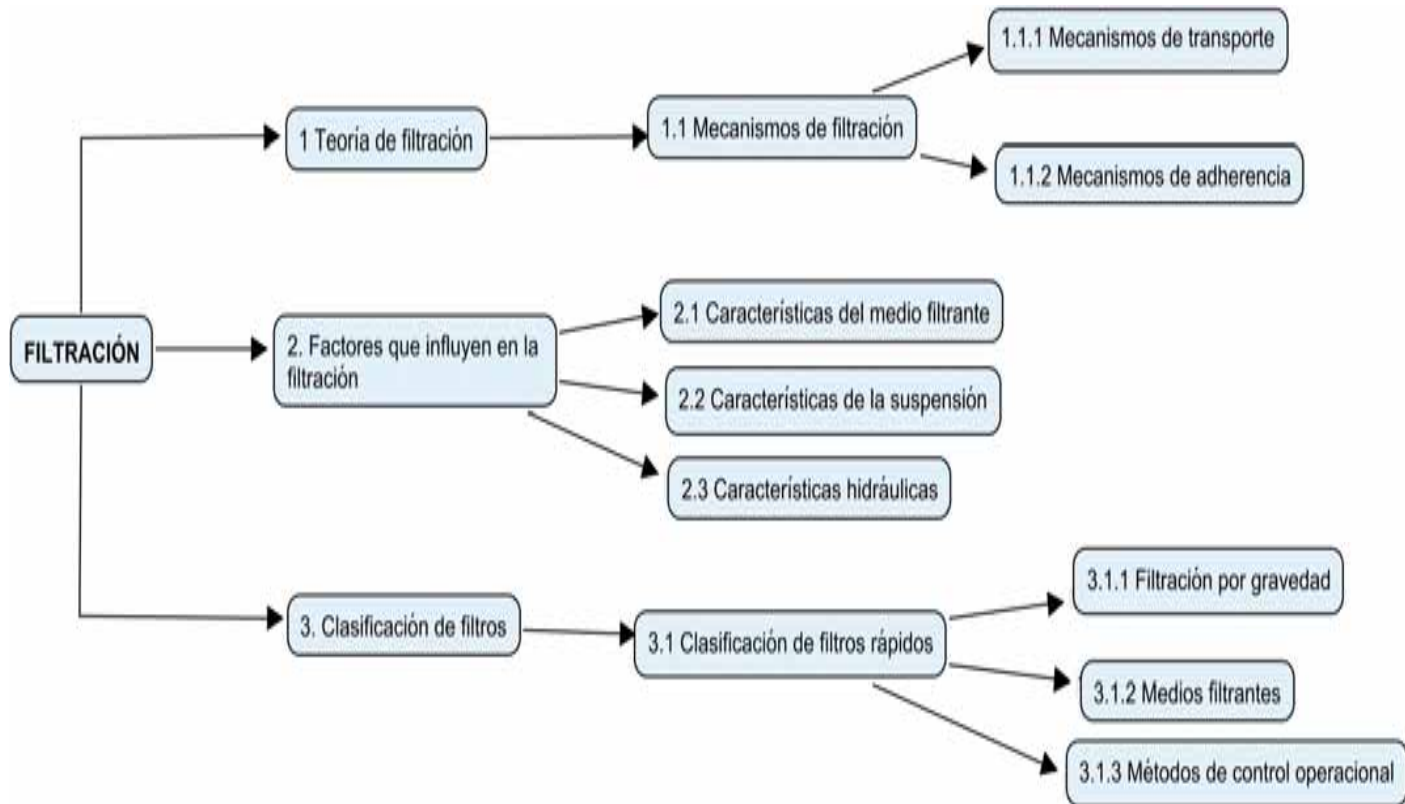 FILTRACIÓN
1 Teoría de filtración
1.1 Mecanismos de filtración
1.1.1 Mecanismos de transporte
1.1.2 Mecanismos de adherencia
2. Factores que influyen en la
filtración
2.1 Características del medio filtrante
2.2 Características de la suspensión
2.3 Características hidráulicas
3. Clasificación de filtros
3.1 Clasificación de filtros rápidos
3.1.1 Filtración por gravedad
3.1.2 Medios filtrantes
3.1.3 Métodos de control operacional